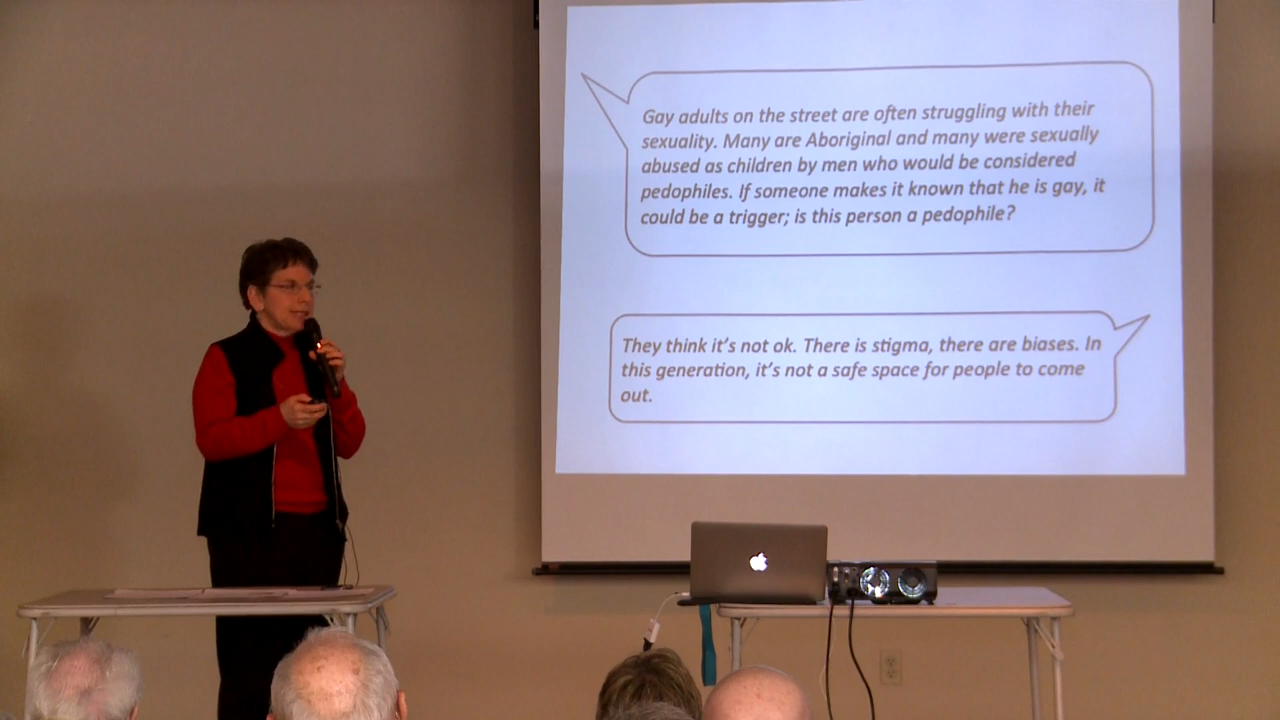 Gay adults on the street are often struggling with their
sexuality. Many are Aboriginal and many were sexually
abused as children by men who would be considered
pedophiles. If someone makes it known that he is gay, it
could be a trigger; is this person a pedophile?
They think it's not ok. There is stigma, there are biases. In
this generation, it's not a safe space for people to come
out.